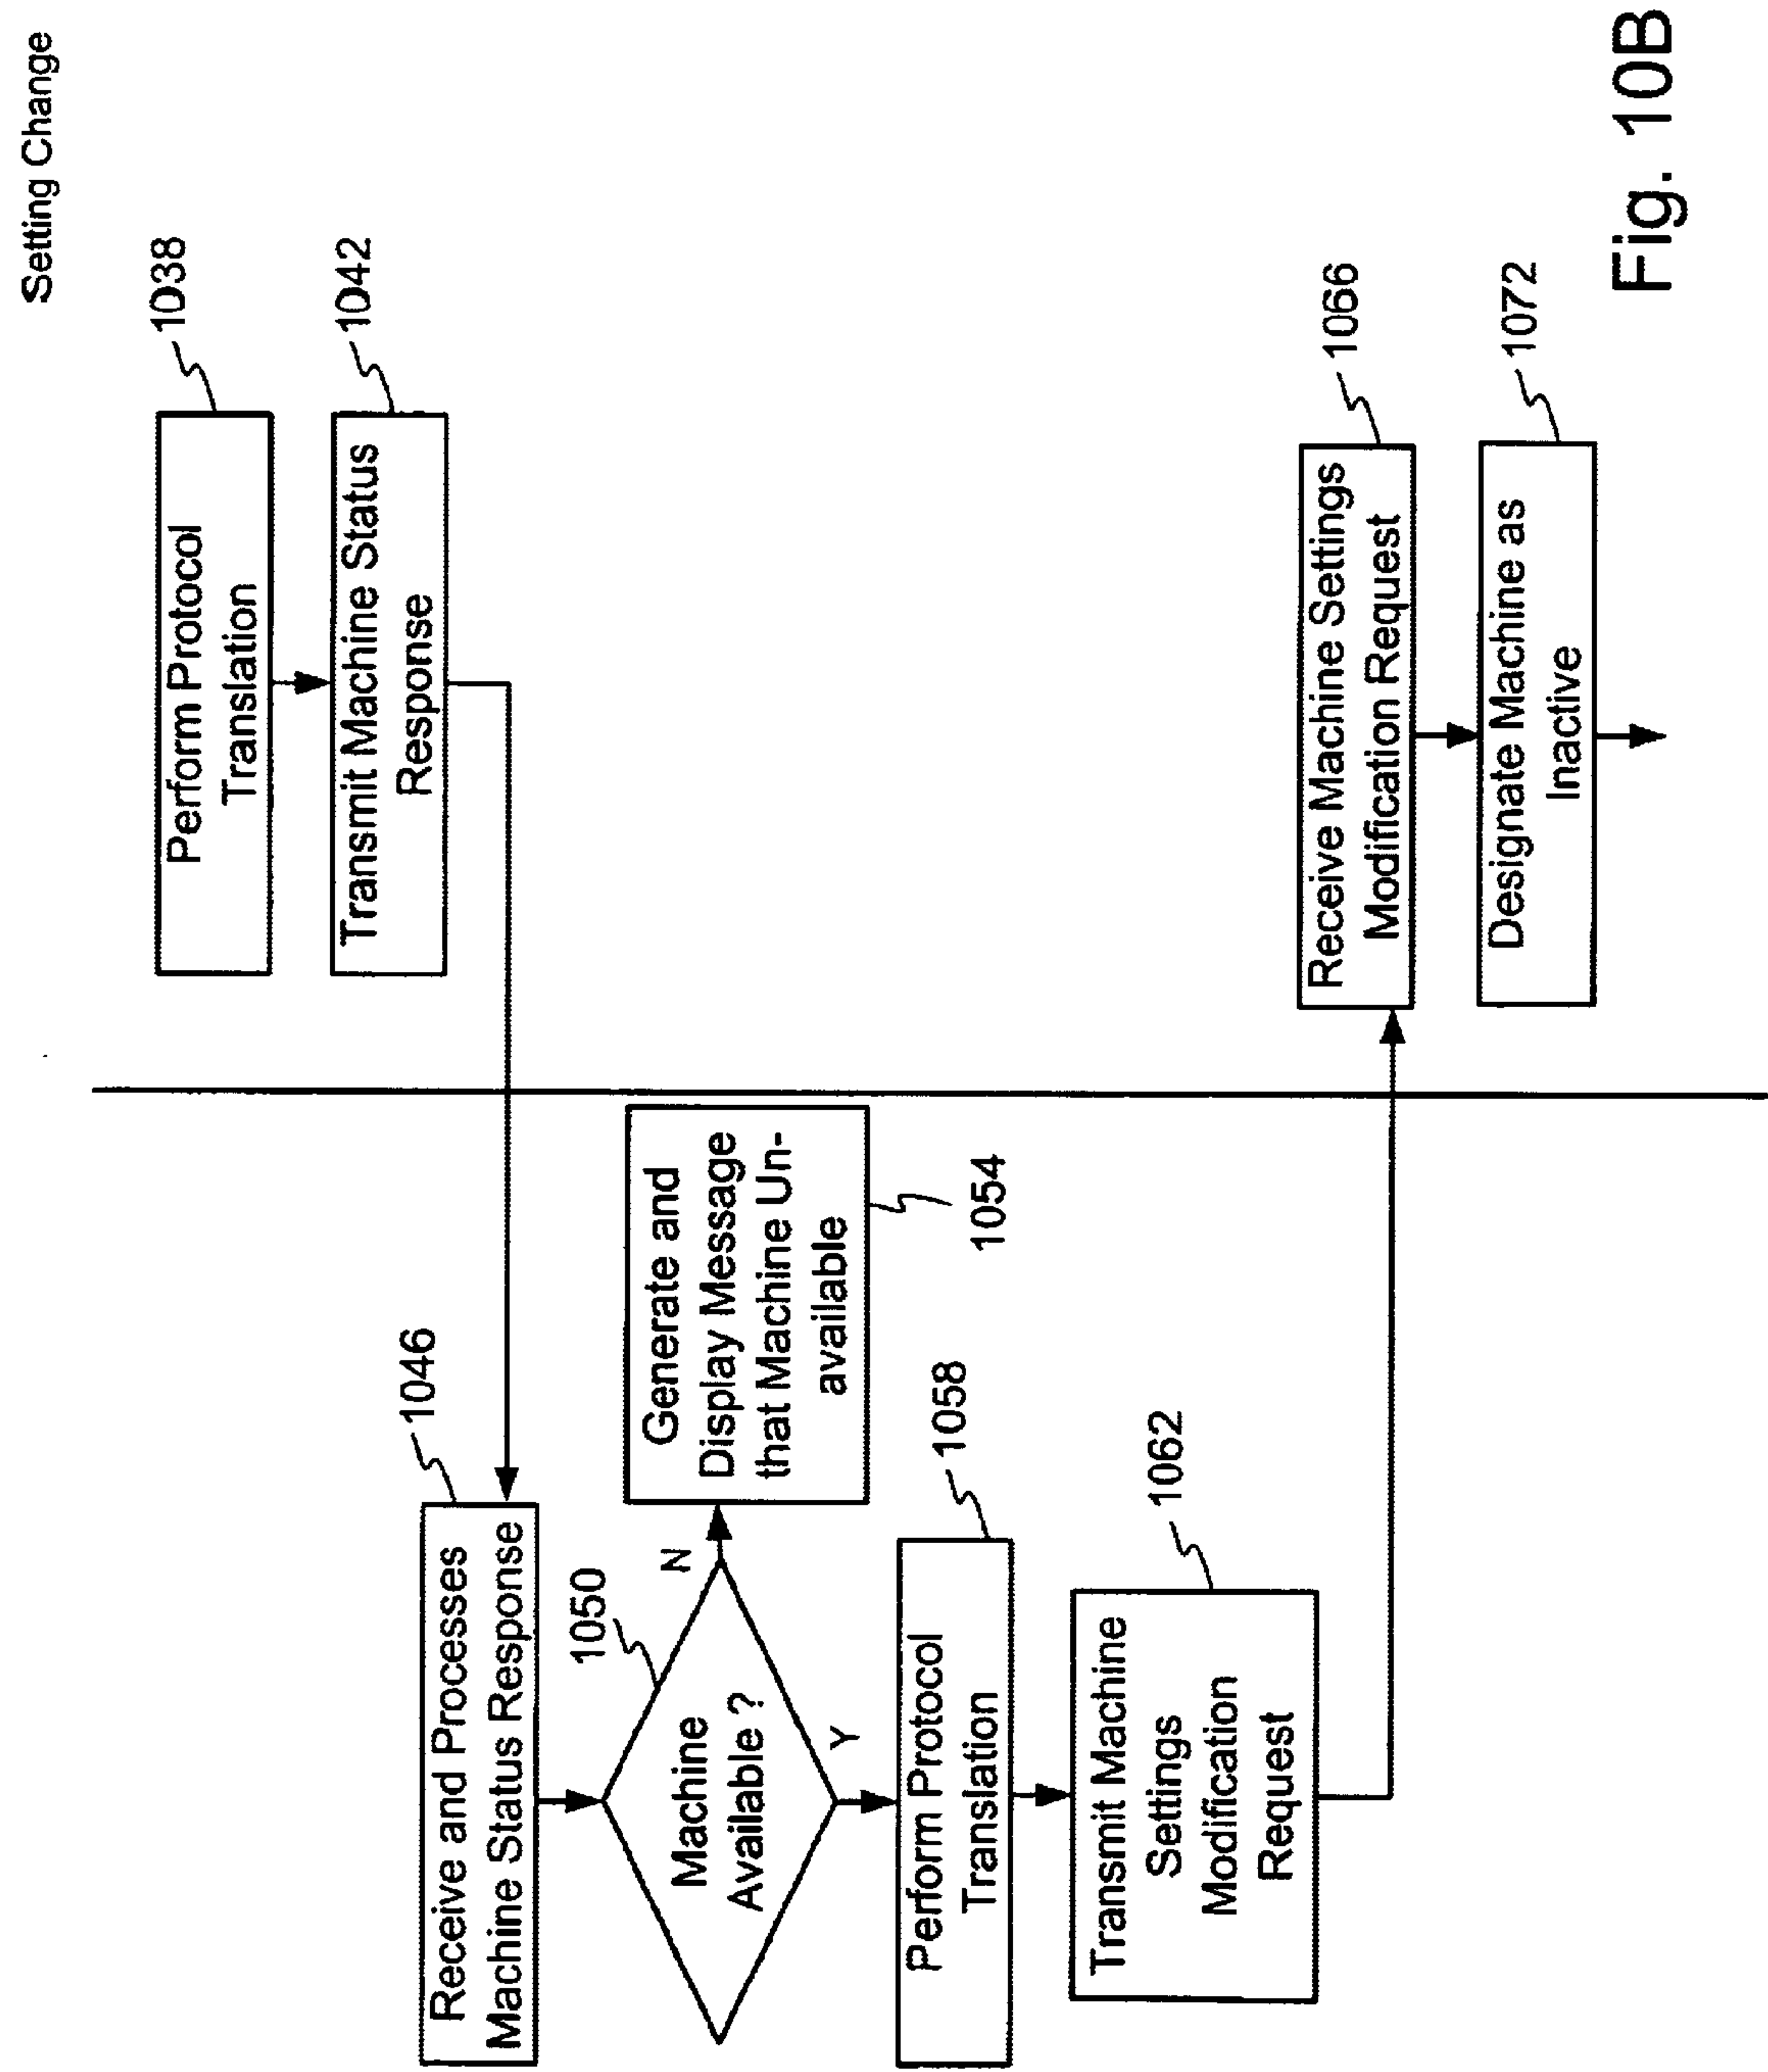 Setting Change
Perform Protocol
Translation
1038
Transmit Machine Status
Response
1042
Receive and Processes
Machine Status Response
1046
Machine
Available ?
1050
N
Y
Generate and
Display Message
that Machine Un-
available
1054
Perform Protocol
Translation
1058
Transmit Machine
Settings
Modification
Request
1062
Receive Machine Settings
Modification Request
1066
Designate Machine as
Inactive
1072
Fig. 10B